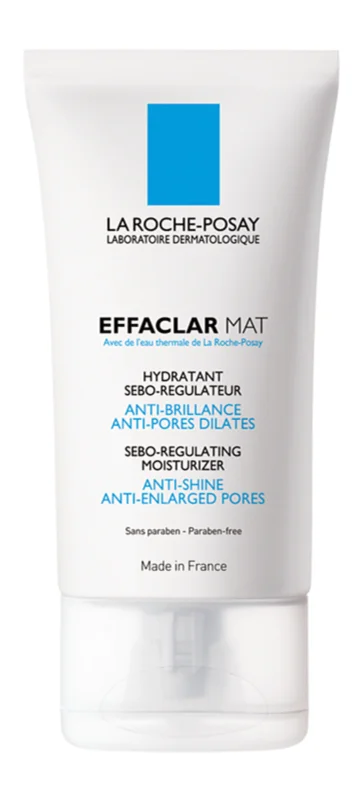 LA ROCHE-POSAY
LABORATOIRE DERMATOLOGIQUE
EFFACLAR MAT
Avec de l'eau thermale de La Roche-Posay
HYDRATANT
SEBO-REGULATEUR
ANTI-BRILLANCE
ANTI-PORES DILATES
SEBO-REGULATING
MOISTURIZER
ANTI-SHINE
ANTI-ENLARGED PORES
Sans paraben - Paraben-free
Made in France